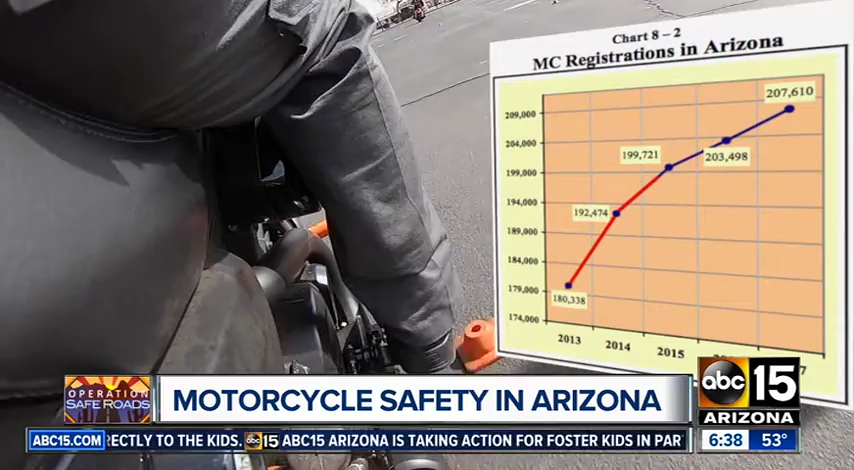 Chart 8 – 2
MC Registrations in Arizona
209,000
204,000
199,000
194,000
189,000
184,000
179,000
174,000
180,338
192,474
199,721
203,498
207,610
2013
2014
2015
7
OPERATION
SAFE ROADS
MOTORCYCLE SAFETY IN ARIZONA
abc 15
ARIZONA
ABC15.COM
RECTLY TO THE KIDS. abc 15 ABC15 ARIZONA IS TAKING ACTION FOR FOSTER KIDS IN PAR
6:38 53°